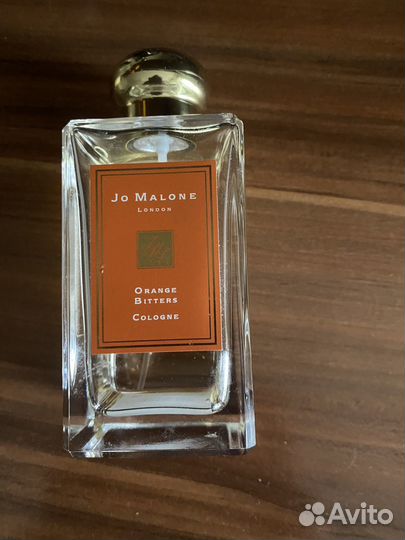 JO MALONE
LONDON
ORANGE
BITTERS
COLOGNE
Avito